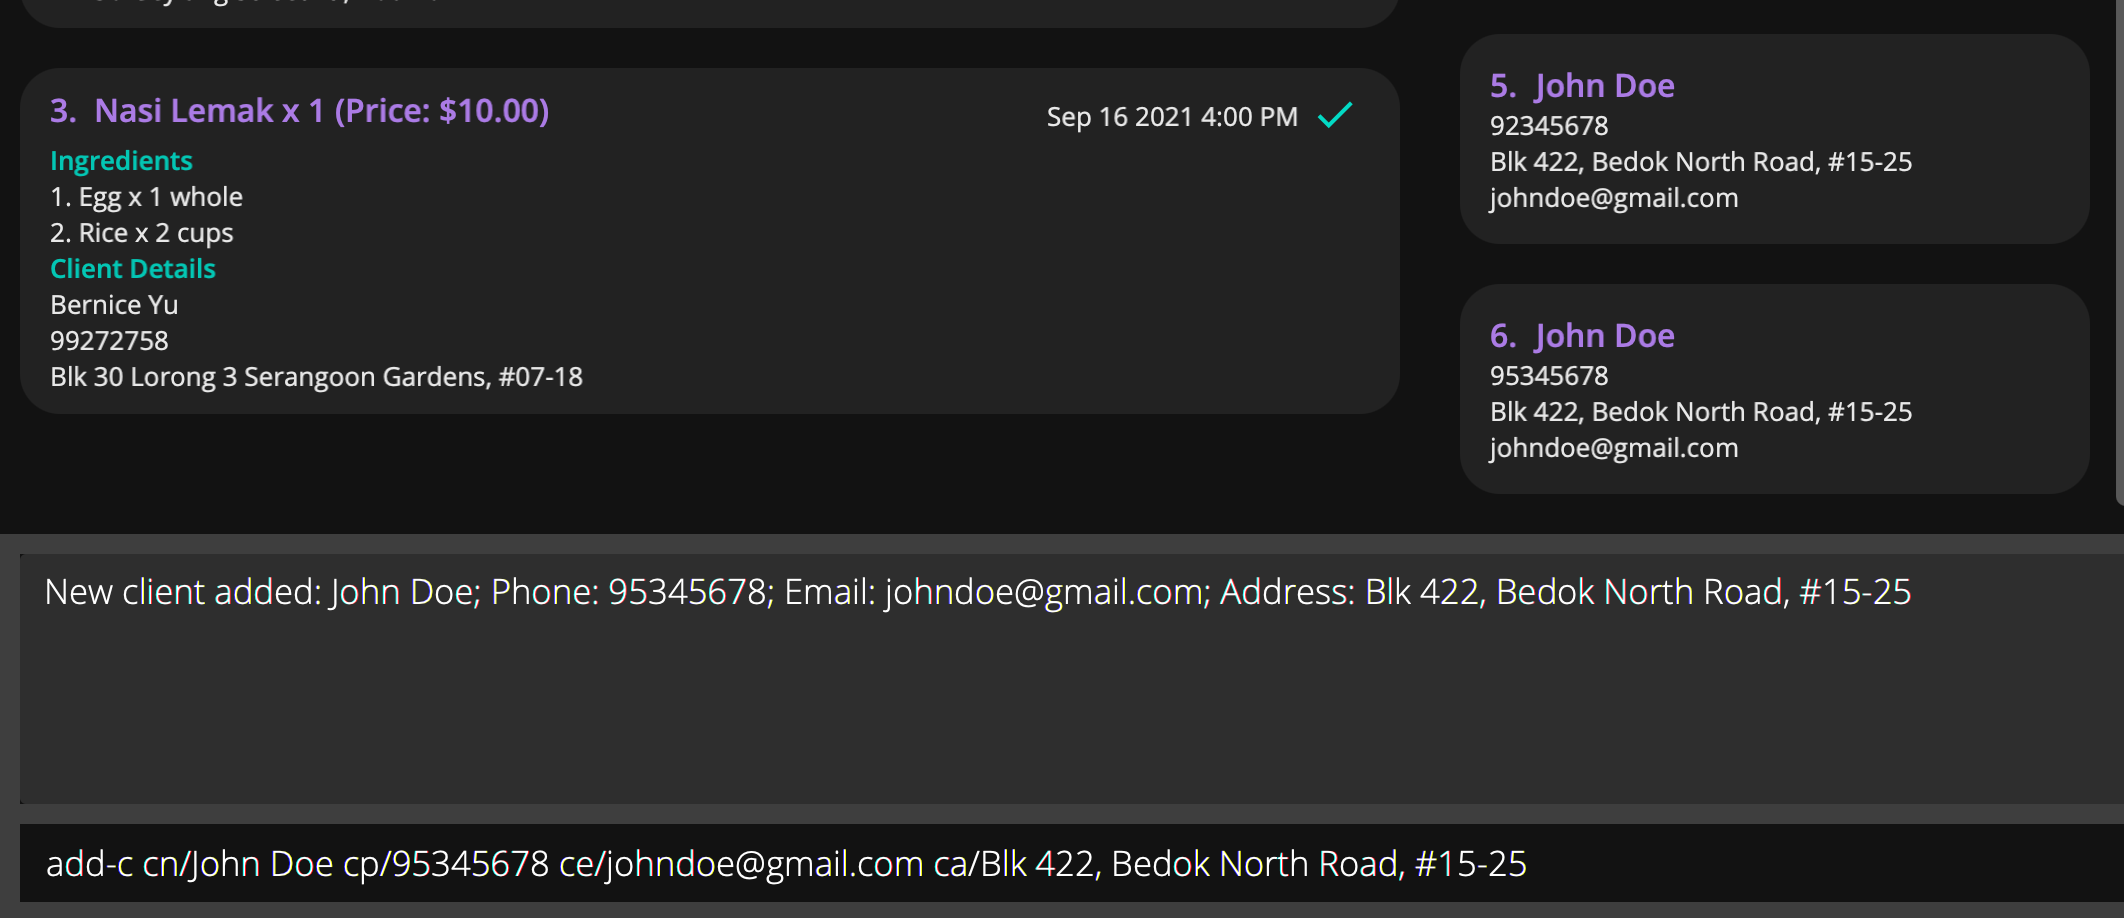 3. Nasi Lemak x 1 (Price: $10.00)
Sep 16 2021 4:00 PM
Ingredients
1. Egg x 1 whole
2. Rice x 2 cups
Client Details
Bernice Yu
99272758
Blk 30 Lorong 3 Serangoon Gardens, #07-18
5. John Doe
92345678
Blk 422, Bedok North Road, #15-25
johndoe@gmail.com
6. John Doe
95345678
Blk 422, Bedok North Road, #15-25
johndoe@gmail.com
New client added: John Doe; Phone: 95345678; Email: johndoe@gmail.com; Address: Blk 422, Bedok North Road, #15-25
add-c cn/John Doe cp/95345678 ce/johndoe@gmail.com ca/Blk 422, Bedok North Road, #15-25